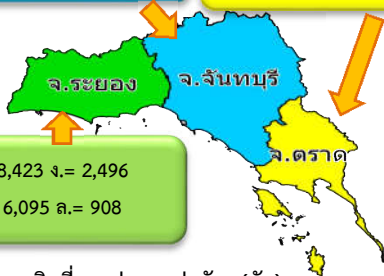 จ.ระยอง
จ.จันทบุรี
จ.ตราด
8,423 ง.= 2,496
6,095 ล.= 908